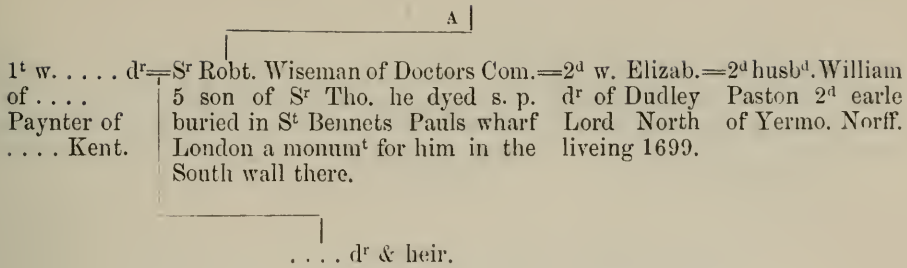 A
1ᵗ w. . . . . dʳ=Sʳ Robt. Wiseman of Doctors Com.=2ᵈ w. Elizab.=2ᵈ husbᵈ. William
of . . . . 5 son of Sʳ Tho. he dyed s. p. dʳ of Dudley Paston 2ᵈ earle
Paynter of buried in Sᵗ Bennets Pauls wharf Lord North of Yermo. Norff.
. . . . Kent. London a monumᵗ for him in the liveing 1699.
South wall there.
. . . . dʳ & heir.